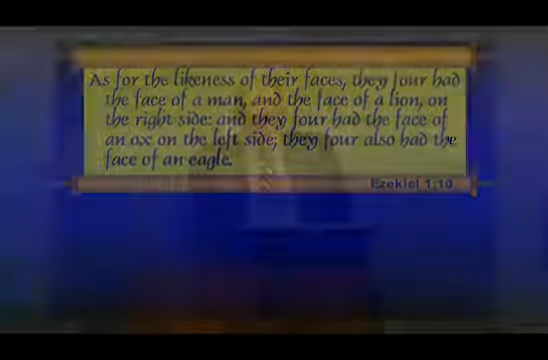 As for the likeness of their faces, they four had
the face of a man, and the face of a lion, on
the right side: and they four had the face of
an ox on the left side; they four also had the
face of an eagle.
Ezekiel 1:10